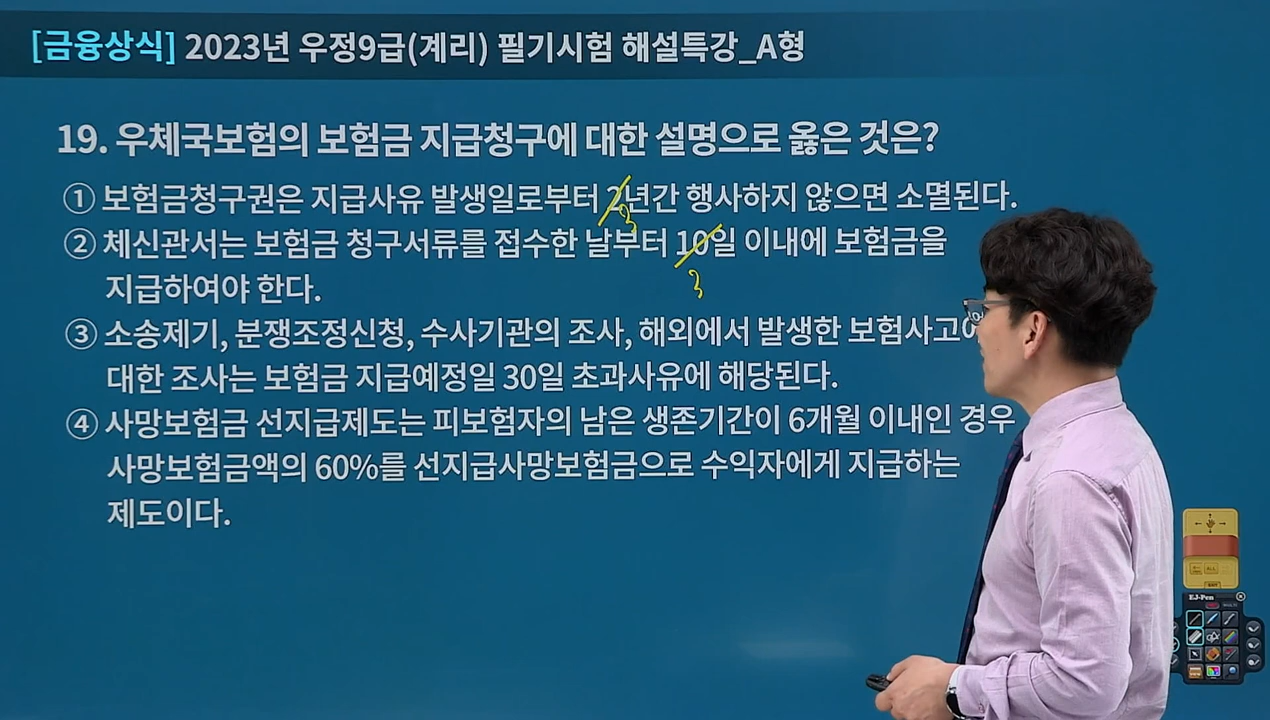 [금융상식] 2023년 우정9급(계리) 필기시험 해설특강_A형
19. 우체국보험의 보험금 지급청구에 대한 설명으로 옳은 것은?
① 보험금청구권은 지급사유 발생일로부터 2년간 행사하지 않으면 소멸된다.
3
② 체신관서는 보험금 청구서류를 접수한 날부터 10일 이내에 보험금을
지급하여야 한다.
3
③ 소송제기, 분쟁조정신청, 수사기관의 조사, 해외에서 발생한 보험사고에
대한 조사는 보험금 지급예정일 30일 초과사유에 해당된다.
④ 사망보험금 선지급제도는 피보험자의 남은 생존기간이 6개월 이내인 경우
사망보험금액의 60%를 선지급사망보험금으로 수익자에게 지급하는
제도이다.
EJ-Pen